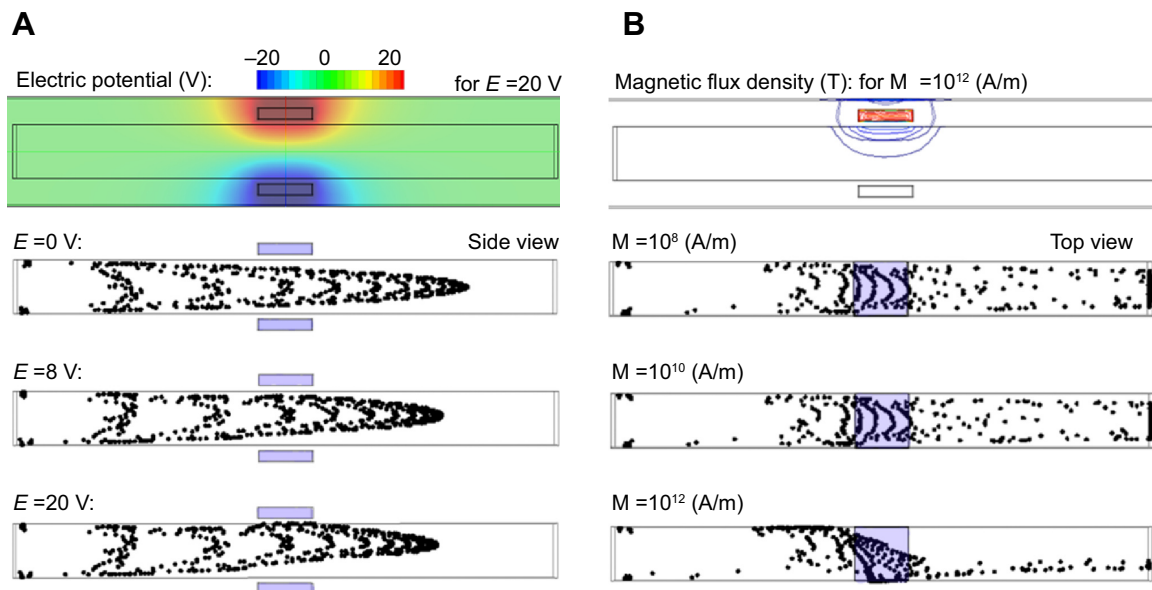 A
–20 0 20
Electric potential (V):
for E =20 V
E =0 V:
Side view
E =8 V:
E =20 V:
B
Magnetic flux density (T): for M =10¹² (A/m)
M =10⁸ (A/m)
Top view
M =10¹⁰ (A/m)
M =10¹² (A/m)